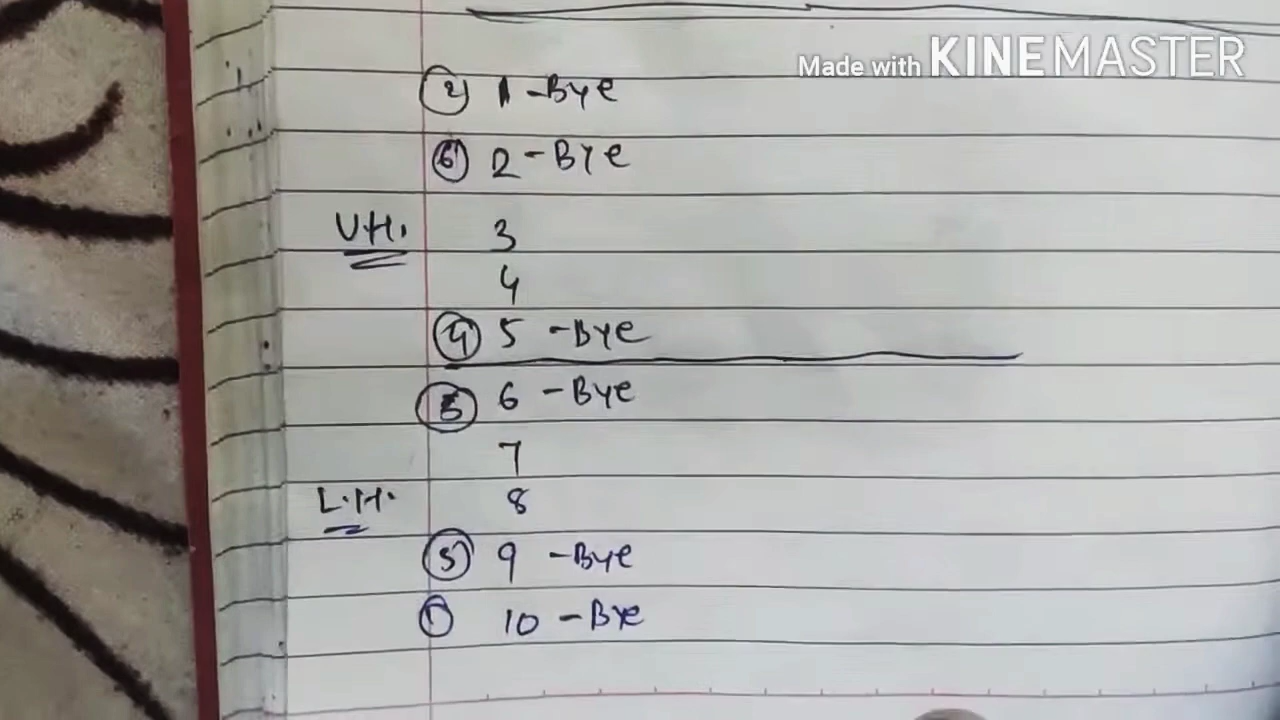 Made with KINEMASTER
② 1 -Bye
⑥ 2 - Bye
U.H. 3
4
④ 5 -Bye
⑤ 6 - Bye
7
L.H. 8
③ 9 -Bye
① 10 - Bye